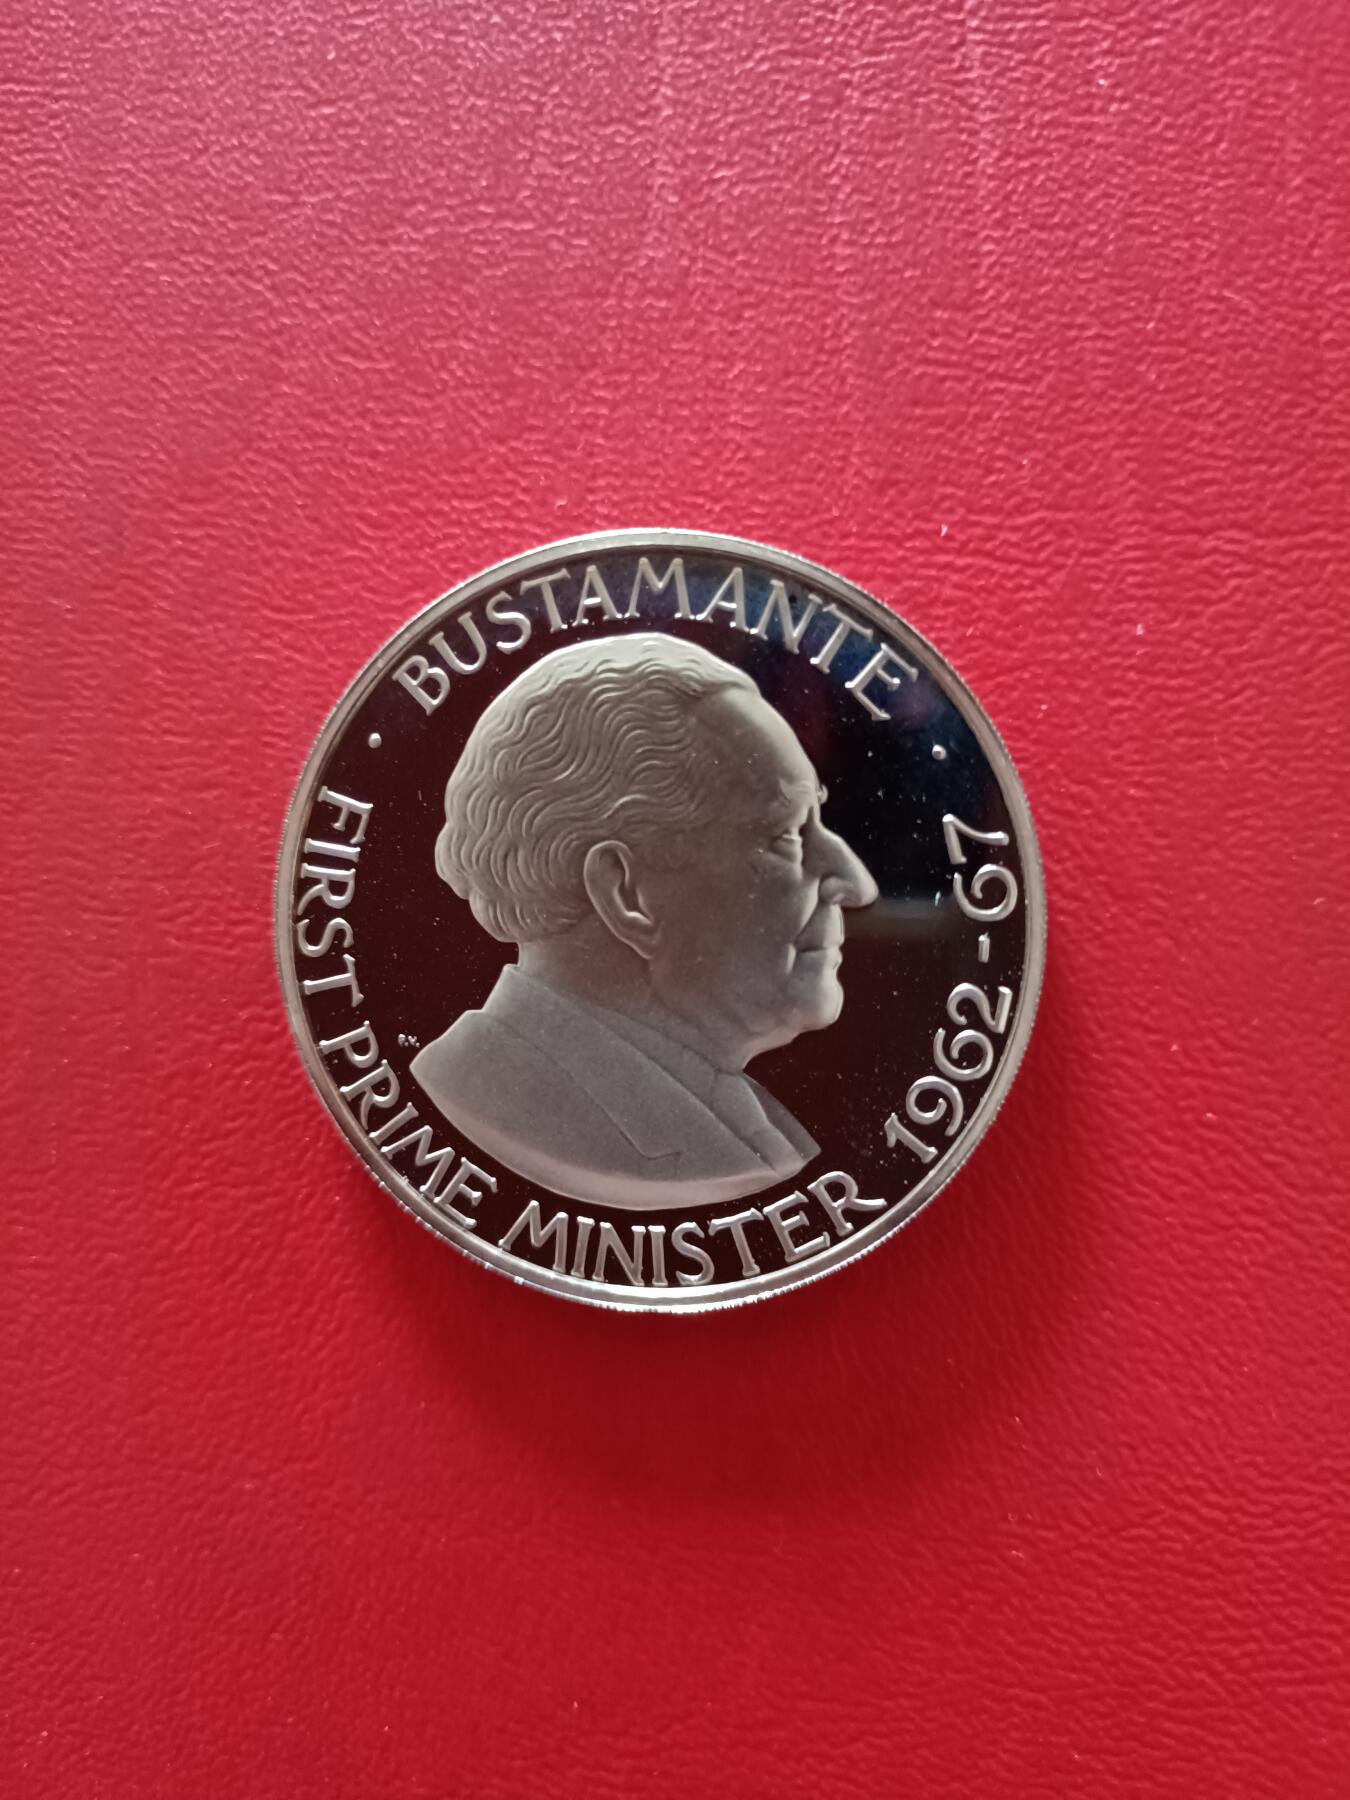 · BUSTAMANTE ·
FIRST PRIME MINISTER 1962-67